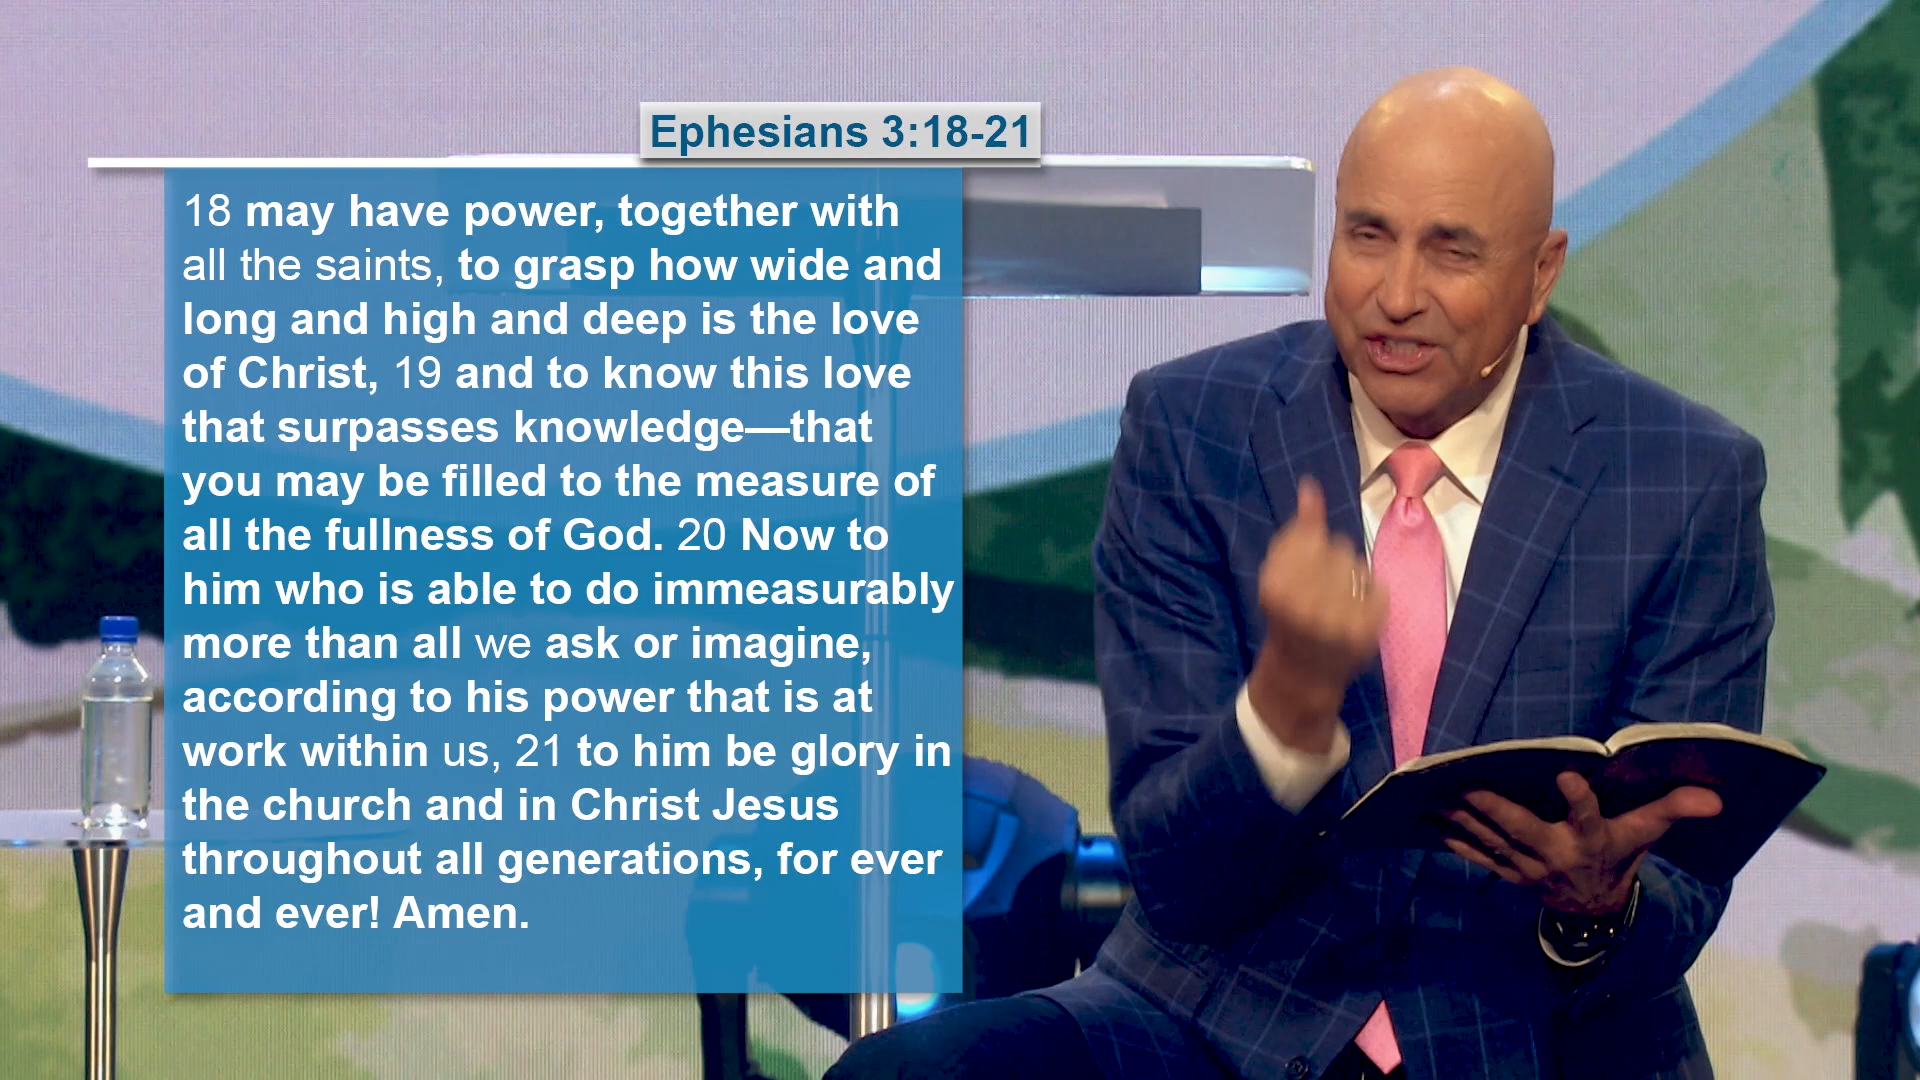 Ephesians 3:18-21
18 may have power, together with
all the saints, to grasp how wide and
long and high and deep is the love
of Christ, 19 and to know this love
that surpasses knowledge—that
you may be filled to the measure of
all the fullness of God. 20 Now to
him who is able to do immeasurably
more than all we ask or imagine,
according to his power that is at
work within us, 21 to him be glory in
the church and in Christ Jesus
throughout all generations, for ever
and ever! Amen.